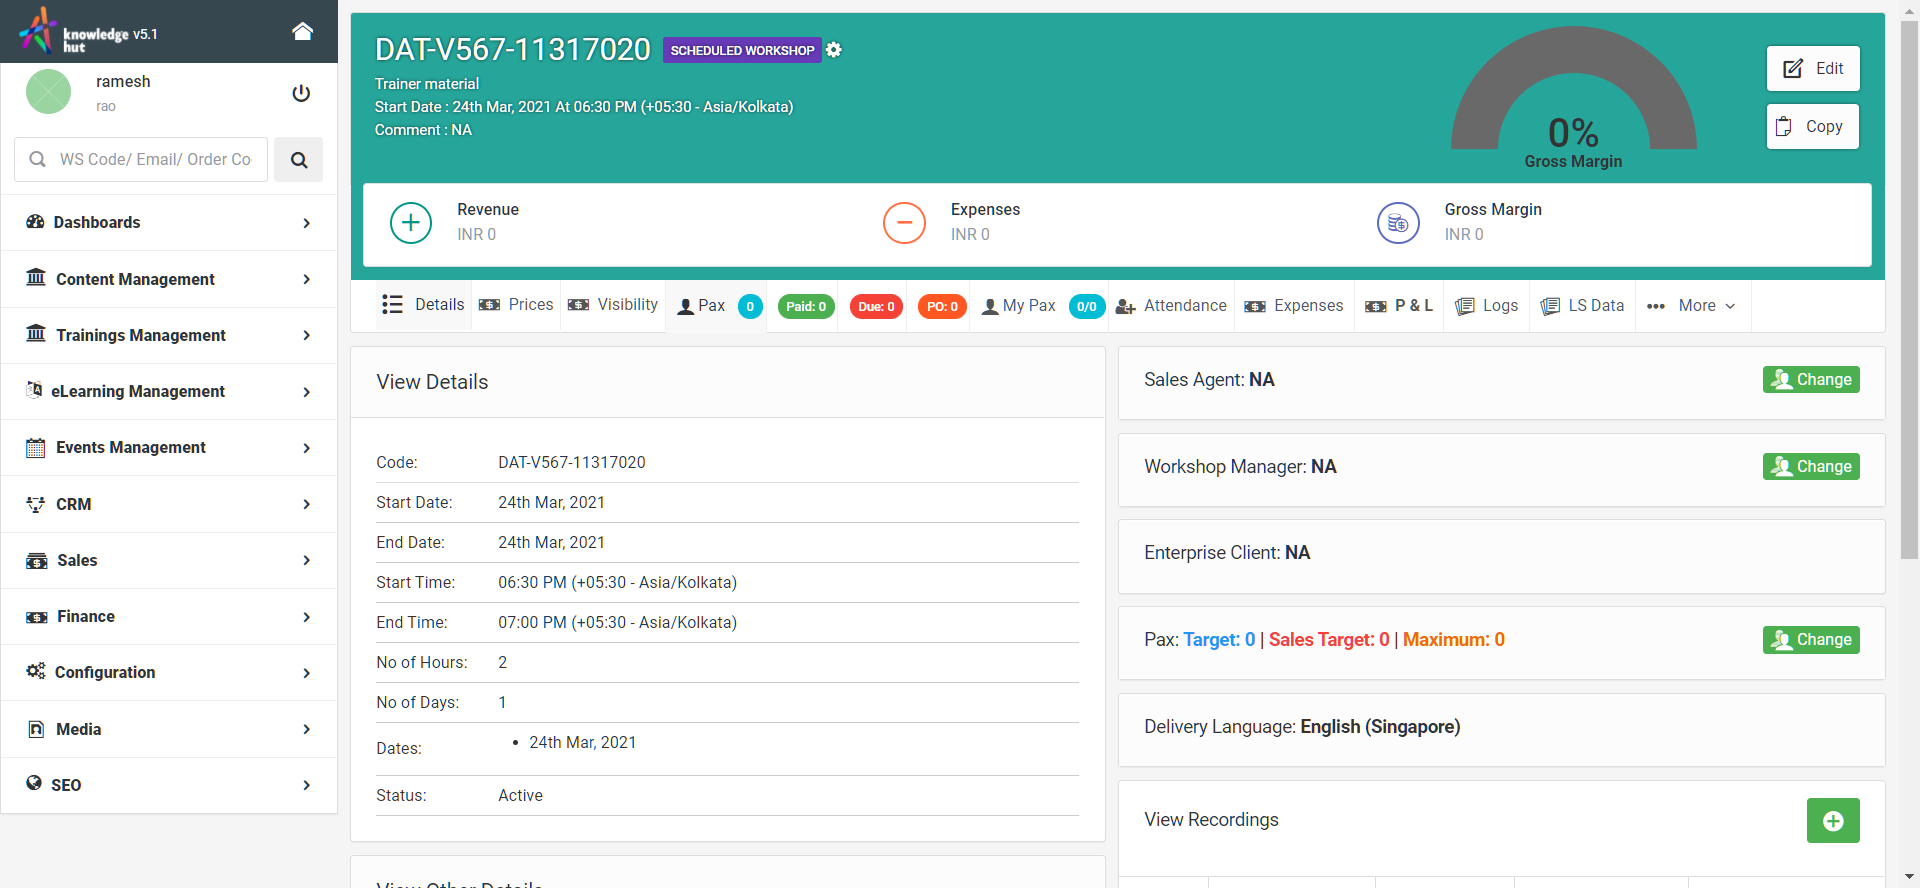 knowledge hut v5.1
ramesh
rao
WS Code/ Email/ Order Co
Dashboards
Content Management
Trainings Management
eLearning Management
Events Management
CRM
Sales
Finance
Configuration
Media
SEO
DAT-V567-11317020 SCHEDULED WORKSHOP
Trainer material
Start Date : 24th Mar, 2021 At 06:30 PM (+05:30 - Asia/Kolkata)
Comment : NA
0%
Gross Margin
Edit
Copy
Revenue
INR 0
Expenses
INR 0
Gross Margin
INR 0
Details Prices Visibility Pax 0 Paid: 0 Due: 0 PO: 0 My Pax 0/0 Attendance Expenses P & L Logs LS Data More
View Details
Code: DAT-V567-11317020
Start Date: 24th Mar, 2021
End Date: 24th Mar, 2021
Start Time: 06:30 PM (+05:30 - Asia/Kolkata)
End Time: 07:00 PM (+05:30 - Asia/Kolkata)
No of Hours: 2
No of Days: 1
Dates: • 24th Mar, 2021
Status: Active
View Other Details
Sales Agent: NA Change
Workshop Manager: NA Change
Enterprise Client: NA
Pax: Target: 0 | Sales Target: 0 | Maximum: 0 Change
Delivery Language: English (Singapore)
View Recordings